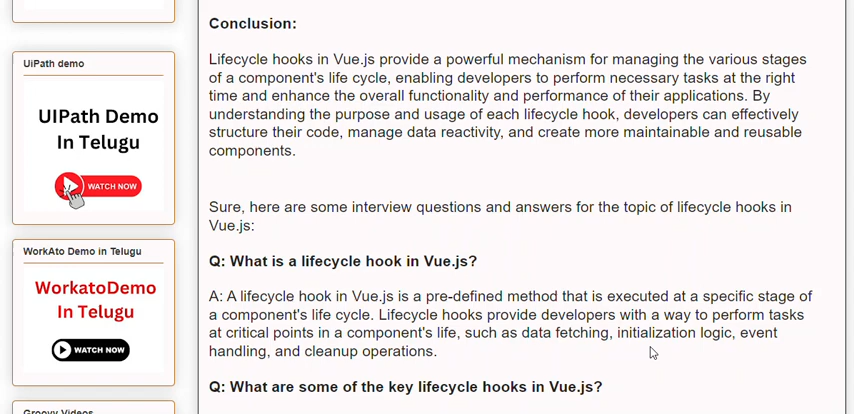 UiPath demo
UIPath Demo
In Telugu
WATCH NOW
WorkAto Demo in Telugu
WorkatoDemo
In Telugu
WATCH NOW
Groovy Videos
Conclusion:
Lifecycle hooks in Vue.js provide a powerful mechanism for managing the various stages
of a component's life cycle, enabling developers to perform necessary tasks at the right
time and enhance the overall functionality and performance of their applications. By
understanding the purpose and usage of each lifecycle hook, developers can effectively
structure their code, manage data reactivity, and create more maintainable and reusable
components.
Sure, here are some interview questions and answers for the topic of lifecycle hooks in
Vue.js:
Q: What is a lifecycle hook in Vue.js?
A: A lifecycle hook in Vue.js is a pre-defined method that is executed at a specific stage of
a component's life cycle. Lifecycle hooks provide developers with a way to perform tasks
at critical points in a component's life, such as data fetching, initialization logic, event
handling, and cleanup operations.
Q: What are some of the key lifecycle hooks in Vue.js?